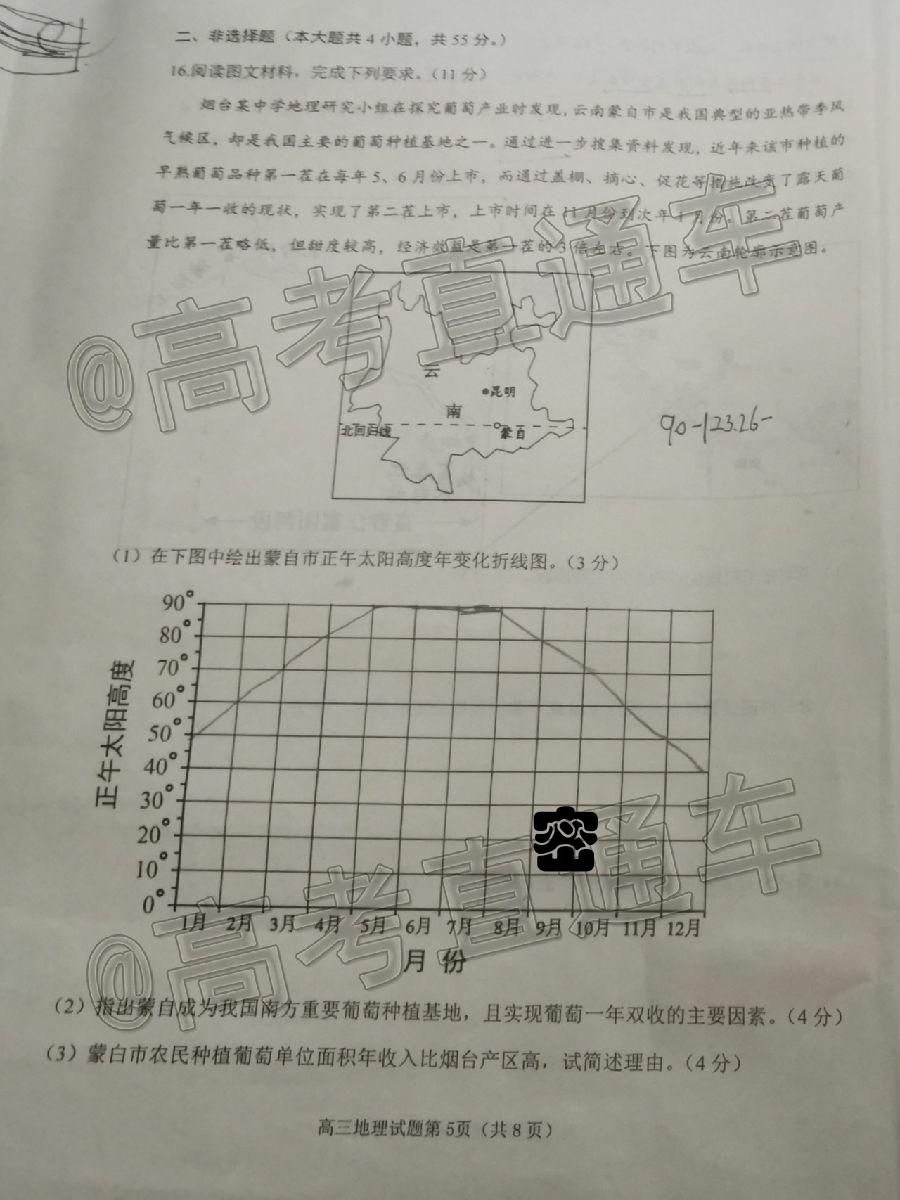 二、非选择题（本大题共4小题，共55分。）
16.阅读图文材料，完成下列要求。（11分）
烟台某中学地理研究小组在探究葡萄产业时发现，云南蒙自市是我国典型的亚热带季风
气候区，却是我国主要的葡萄种植基地之一。通过进一步搜集资料发现，近年来该市种植的
早熟葡萄品种第一茬在每年5、6月份上市，而通过盖棚、摘心、促花等措施改变了露天葡
萄一年一收的现状，实现了第二茬上市，上市时间在11月份到次年1月份。第二茬葡萄产
量比第一茬略低，但甜度较高，经济效益是第一茬的3倍左右。下图为云南轮廓示意图。
云
昆明
南
北回归线
蒙自
90-123.26-
@高考直通车
（1）在下图中绘出蒙自市正午太阳高度年变化折线图。（3分）
正午太阳高度
90°
80°
70°
60°
50°
40°
30°
20°
10°
0°
密
1月 2月 3月 4月 5月 6月 7月 8月 9月 10月 11月 12月
月 份
@高考直通车
（2）指出蒙自成为我国南方重要葡萄种植基地，且实现葡萄一年双收的主要因素。（4分）
（3）蒙白市农民种植葡萄单位面积年收入比烟台产区高，试简述理由。（4分）
高三地理试题第5页（共8页）